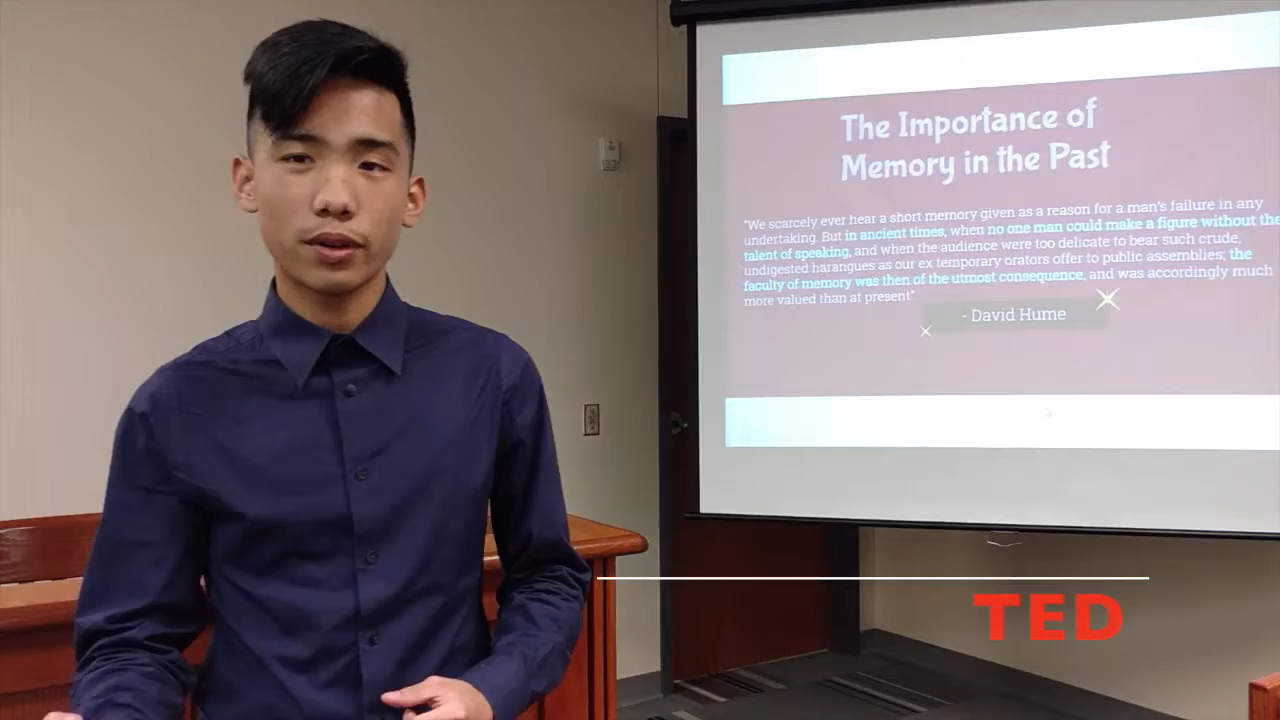 The Importance of
Memory in the Past
"We scarcely ever hear a short memory given as a reason for a man's failure in any
undertaking. But in ancient times, when no one man could make a figure without the
talent of speaking, and when the audience were too delicate to bear such crude,
undigested harangues as our ex temporary orators offer to public assemblies; the
faculty of memory was then of the utmost consequence, and was accordingly much
more valued than at present"
- David Hume
TED